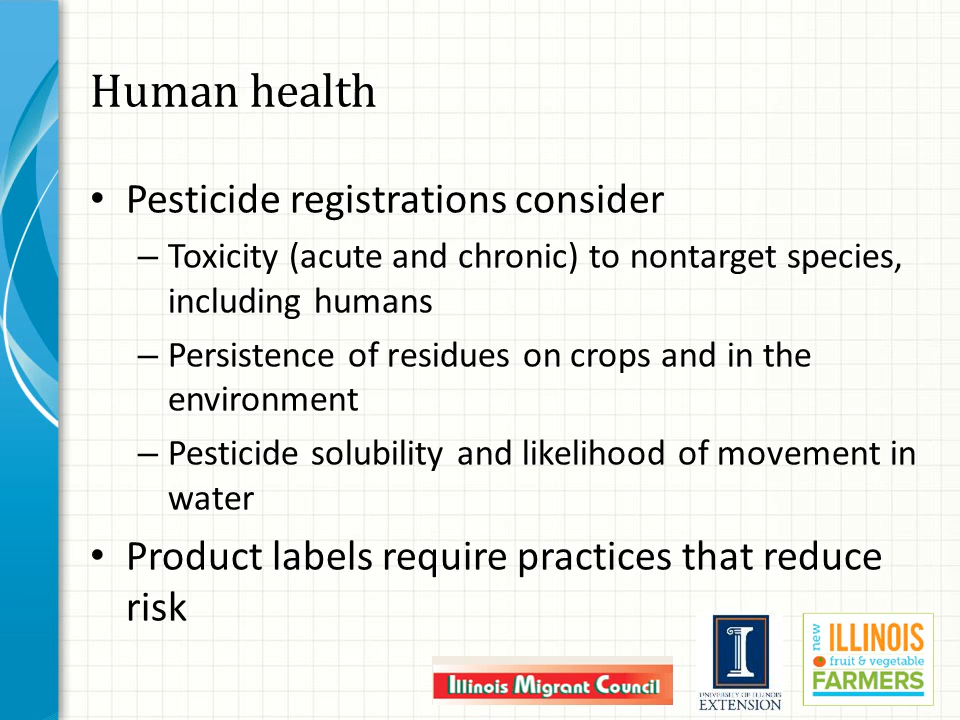 Human health
• Pesticide registrations consider
– Toxicity (acute and chronic) to nontarget species,
including humans
– Persistence of residues on crops and in the
environment
– Pesticide solubility and likelihood of movement in
water
• Product labels require practices that reduce
risk
Illinois Migrant Council
I
UNIVERSITY OF ILLINOIS
EXTENSION
new
ILLINOIS
fruit & vegetable
FARMERS